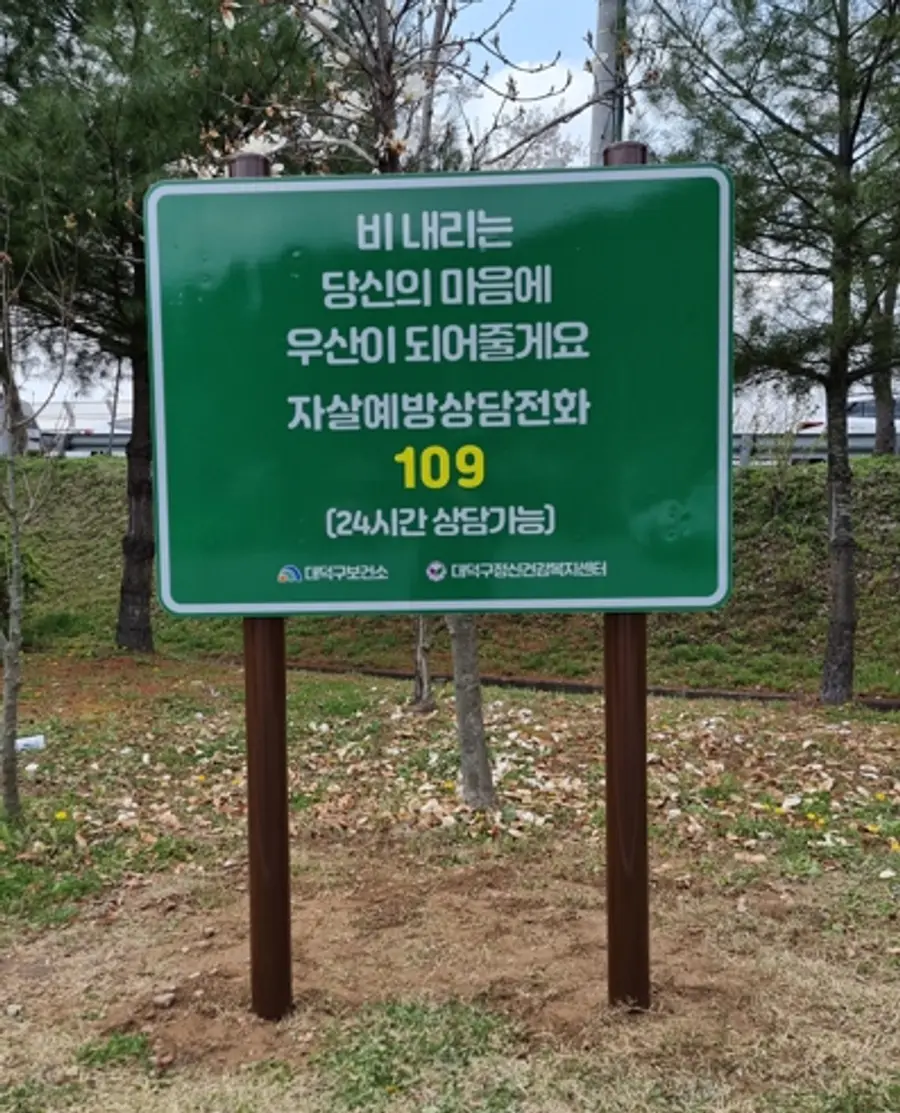 비 내리는
당신의 마음에
우산이 되어줄게요
자살예방상담전화
109
(24시간 상담가능)
대덕구보건소 대덕구정신건강복지센터